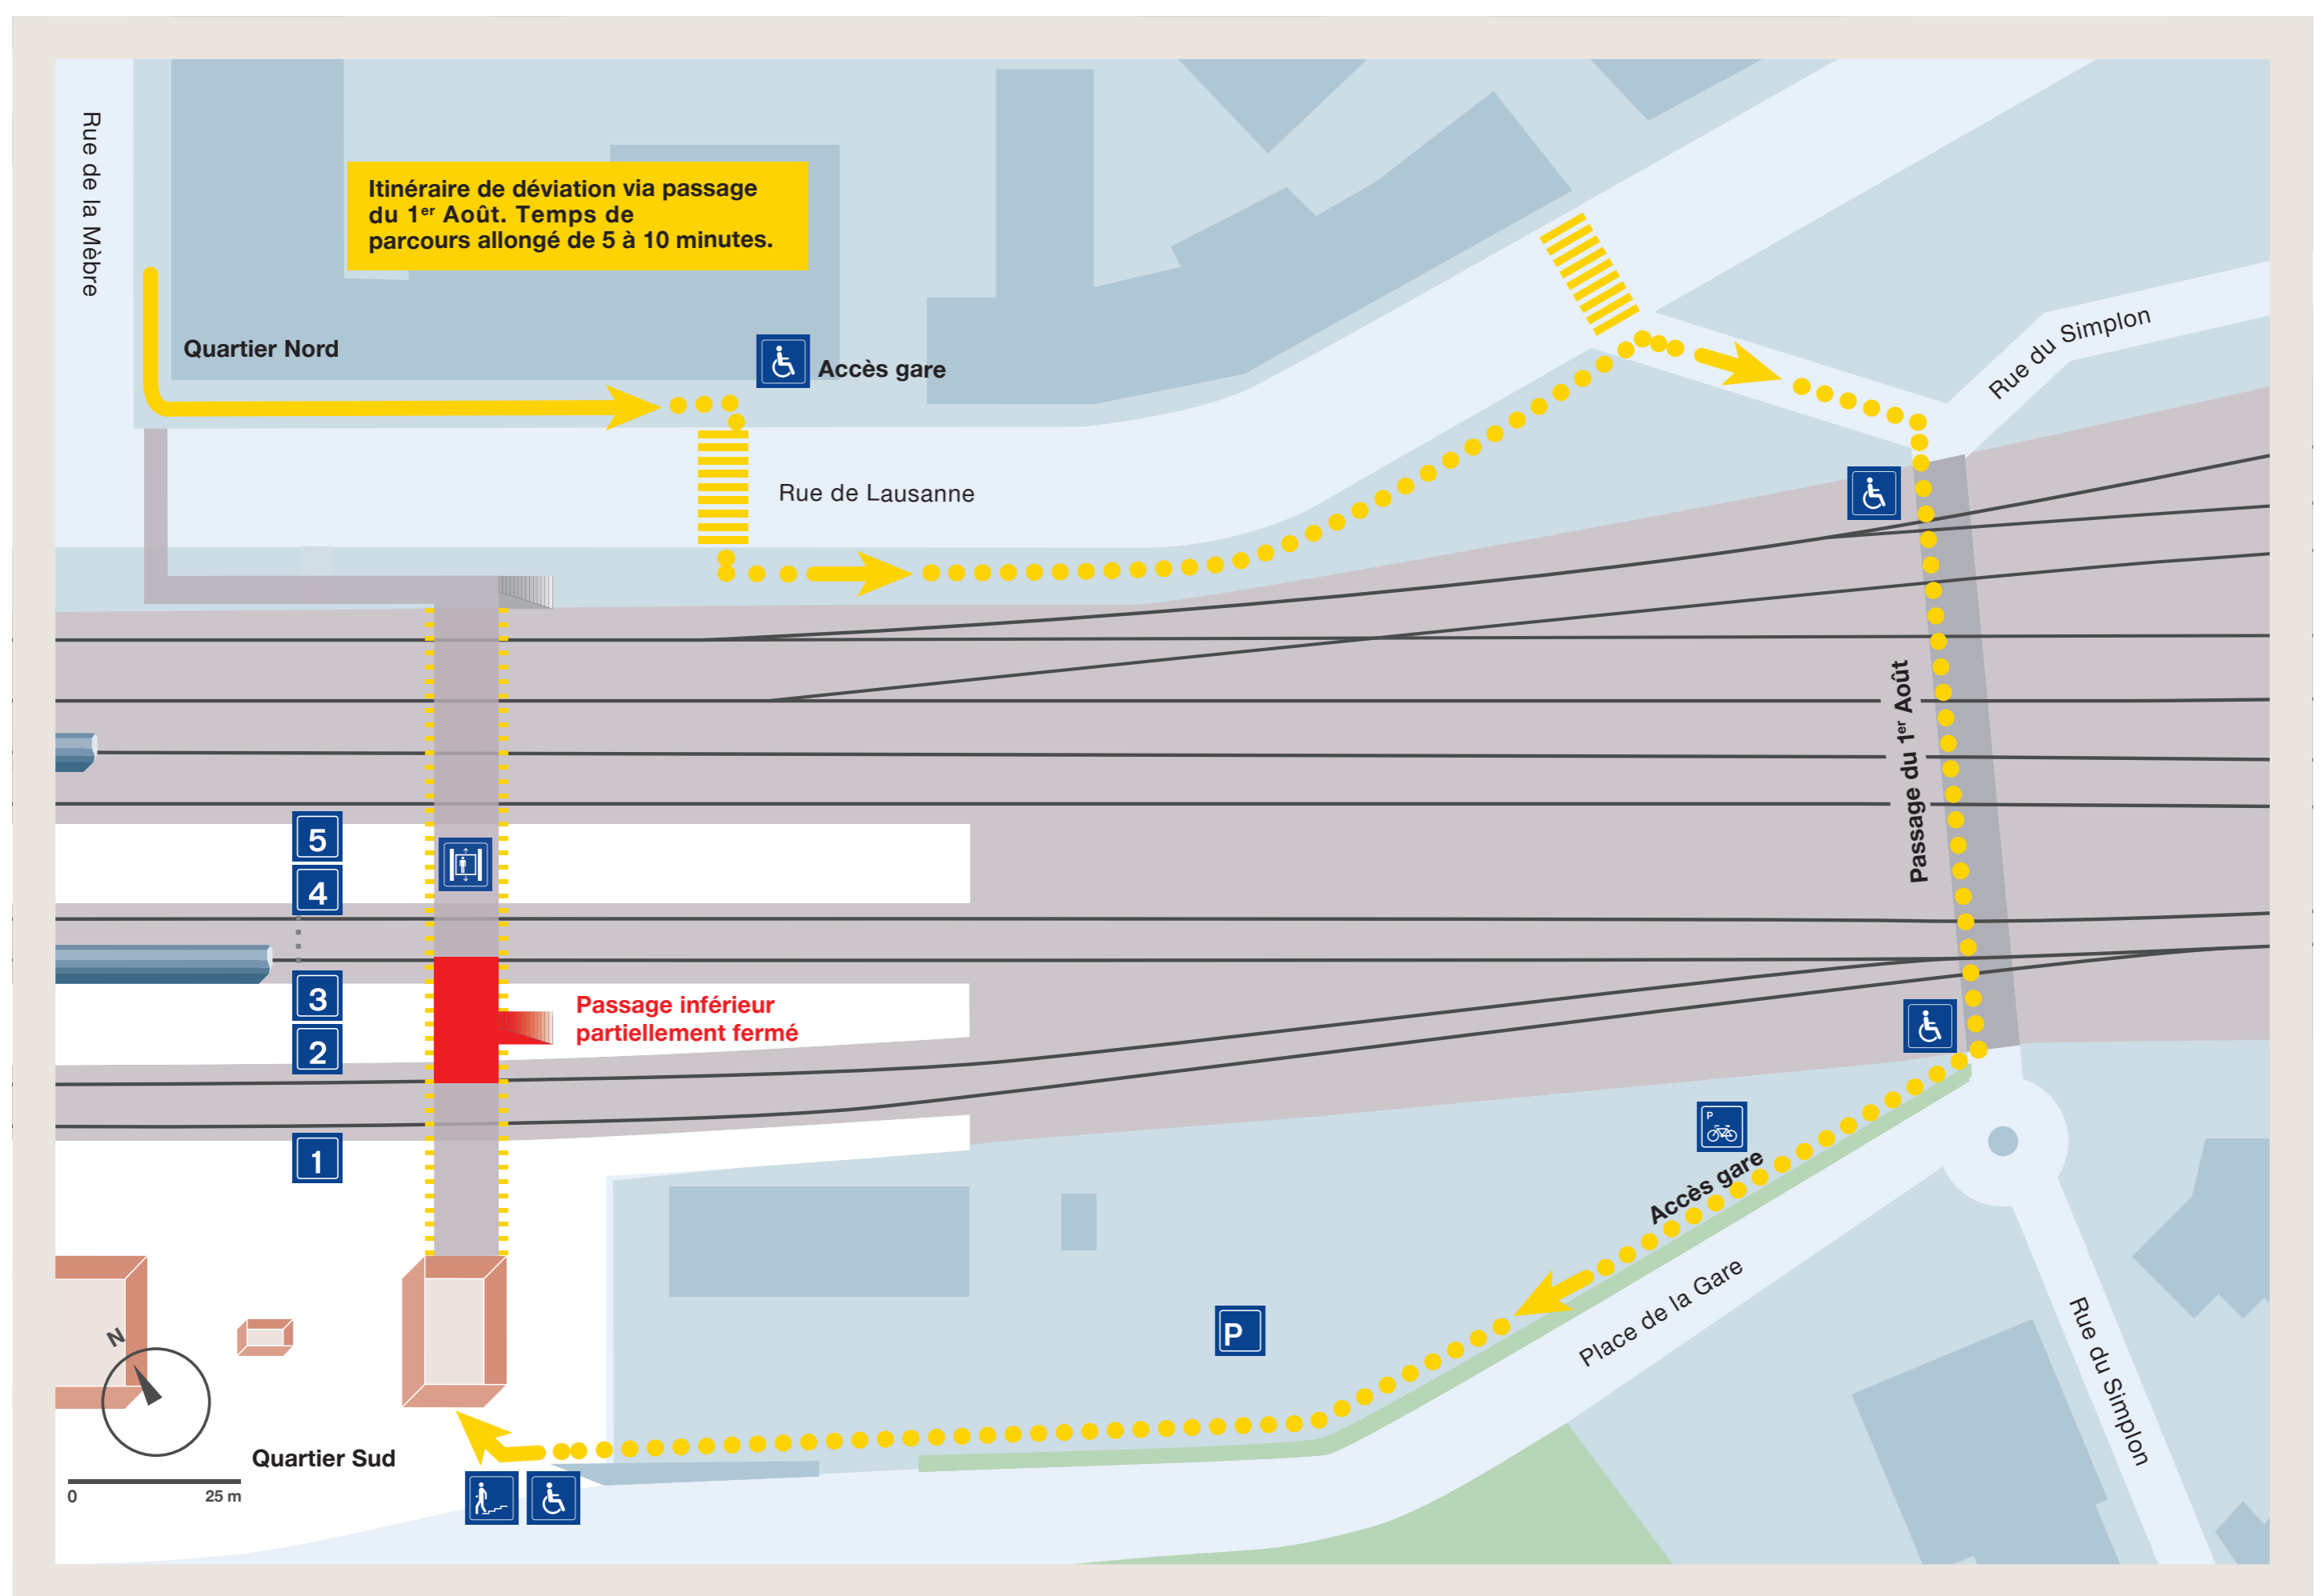 Rue de la Mèbre
Itinéraire de déviation via passage
du 1er Août. Temps de
parcours allongé de 5 à 10 minutes.
Quartier Nord
Accès gare
Rue du Simplon
Rue de Lausanne
Passage du 1er Août
5
4
3
2
1
Passage inférieur
partiellement fermé
P
Accès gare
P
Place de la Gare
Rue du Simplon
N
Quartier Sud
0 25 m